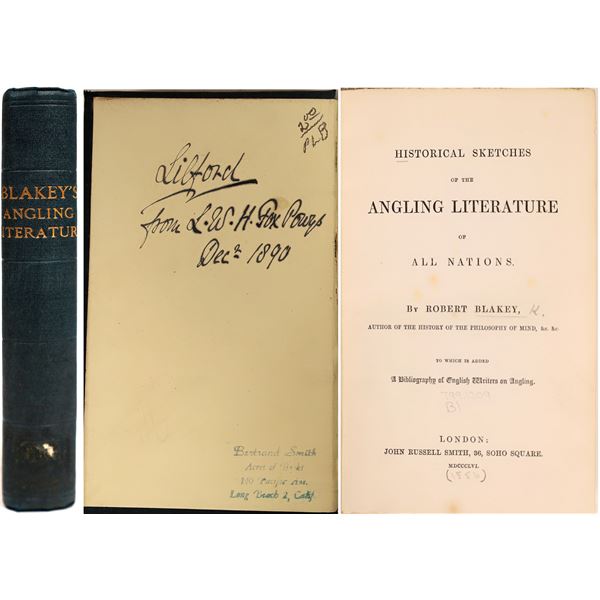 BLAKEY'S
ANGLING
LITERATUR
Lilford
from L. W. H. Fox Powys
Decr. 1890
Bertrand Smith
Acres of Books
Long Beach 2, Calif.
HISTORICAL SKETCHES
OF THE
ANGLING LITERATURE
OF
ALL NATIONS.
BY ROBERT BLAKEY,
AUTHOR OF THE HISTORY OF THE PHILOSOPHY OF MIND, &c. &c.
TO WHICH IS ADDED
A Bibliography of English Writers on Angling.
B1
LONDON:
JOHN RUSSELL SMITH, 36, SOHO SQUARE.
MDCCCLVI.
(1856)